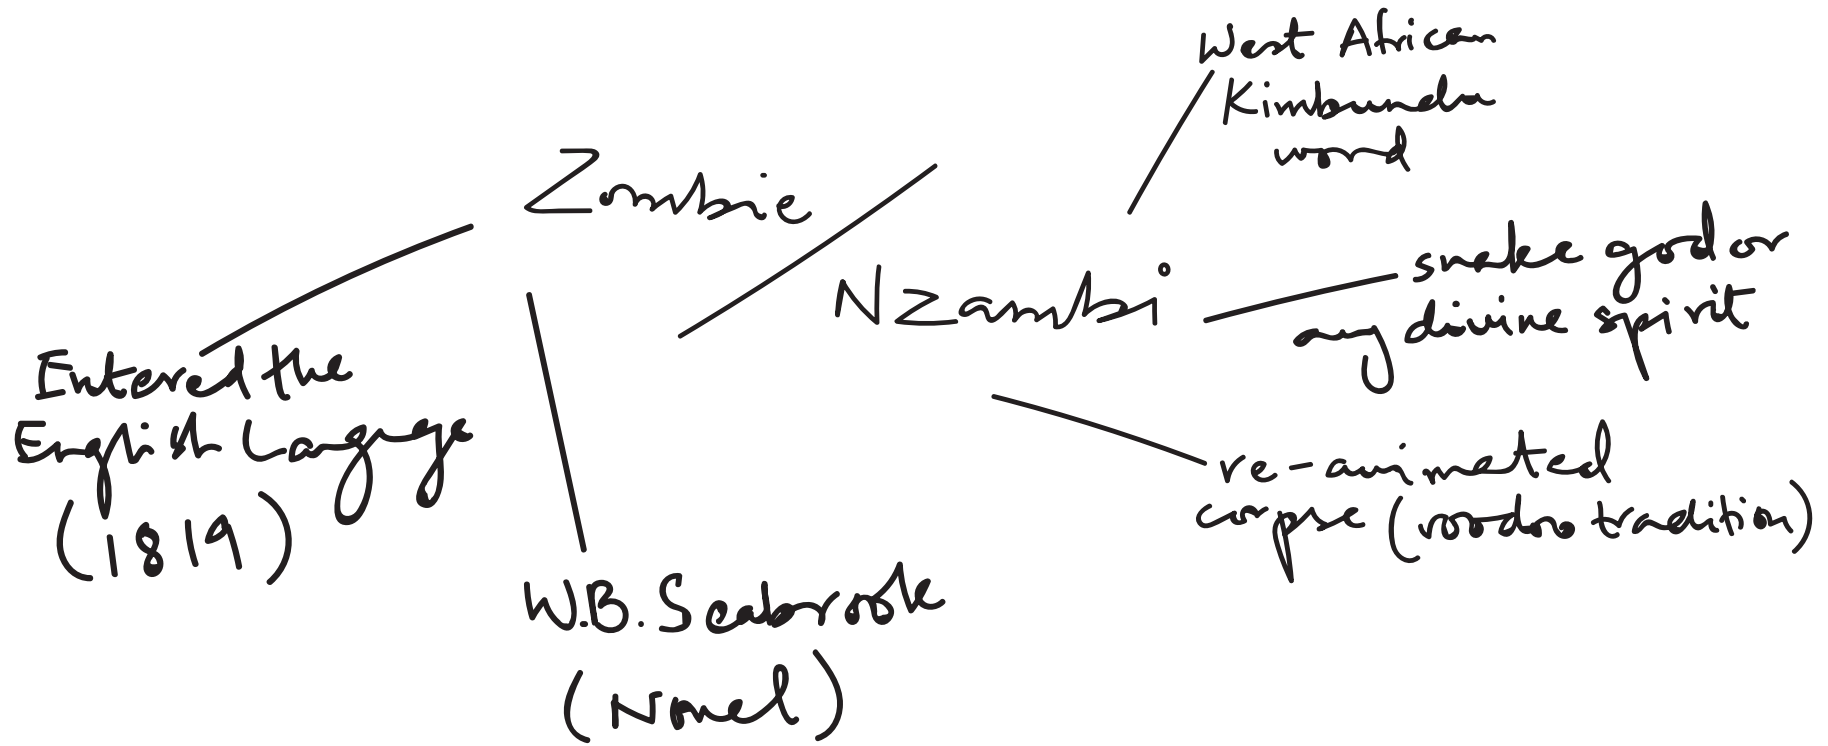 West African
Kimbundu
word
Zombie
Nzambi
snake god or
any divine spirit
Entered the
English Language
(1819)
re-animated
corpse (voodoo tradition)
W.B. Seabrook
(Novel)